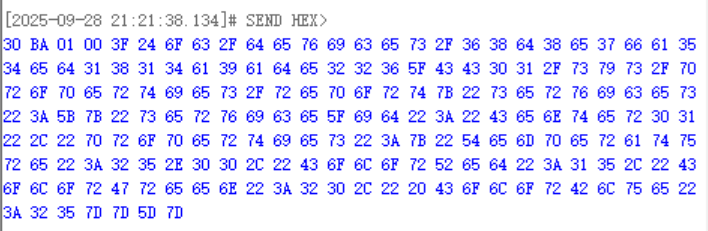 [2025-09-28 21:21:38.134]# SEND HEX>
30 BA 01 00 3F 24 6F 63 2F 64 65 76 69 63 65 73 2F 36 38 64 38 65 37 66 61 35
34 65 64 31 38 31 34 61 39 61 64 65 32 32 36 5F 43 43 30 31 2F 73 79 73 2F 70
72 6F 70 65 72 74 69 65 73 2F 72 65 70 6F 72 74 7B 22 73 65 72 76 69 63 65 73
22 3A 5B 7B 22 73 65 72 76 69 63 65 5F 69 64 22 3A 22 43 65 6E 74 65 72 30 31
22 2C 22 70 72 6F 70 65 72 74 69 65 73 22 3A 7B 22 54 65 6D 70 65 72 61 74 75
72 65 22 3A 32 35 2E 30 30 2C 22 43 6F 6C 6F 72 52 65 64 22 3A 31 35 2C 22 43
6F 6C 6F 72 47 72 65 65 6E 22 3A 32 30 2C 22 20 43 6F 6C 6F 72 42 6C 75 65 22
3A 32 35 7D 7D 5D 7D